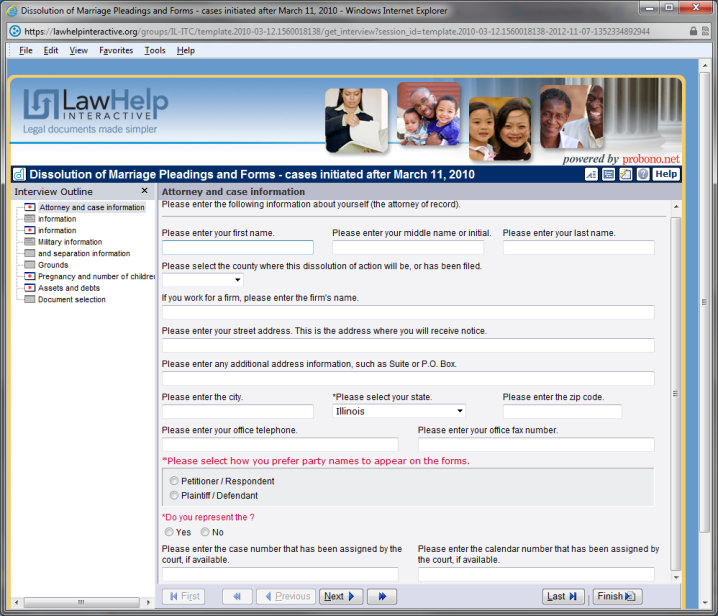 Dissolution of Marriage Pleadings and Forms - cases initiated after March 11, 2010 - Windows Internet Explorer
https://lawhelpinteractive.org/groups/IL-ITC/template.2010-03-12.1560018138/get_interview?session_id=template.2010-03-12.1560018138-2012-11-07-1352334892944
File Edit View Favorites Tools Help
LawHelp
INTERACTIVE
Legal documents made simpler
powered by probono.net
Dissolution of Marriage Pleadings and Forms - cases initiated after March 11, 2010 Help
Interview Outline X
Attorney and case information
information
information
Military information
and separation information
Grounds
Pregnancy and number of childre
Assets and debts
Document selection
Attorney and case information
Please enter the following information about yourself (the attorney of record).
Please enter your first name. Please enter your middle name or initial. Please enter your last name.
Please select the county where this dissolution of action will be, or has been filed.
If you work for a firm, please enter the firm's name.
Please enter your street address. This is the address where you will receive notice.
Please enter any additional address information, such as Suite or P.O. Box.
Please enter the city. *Please select your state. Please enter the zip code.
Illinois
Please enter your office telephone. Please enter your office fax number.
*Please select how you prefer party names to appear on the forms.
Petitioner / Respondent
Plaintiff / Defendant
*Do you represent the ?
Yes No
Please enter the case number that has been assigned by the court, if available.
Please enter the calendar number that has been assigned by the court, if available.
First Previous Next Last Finish